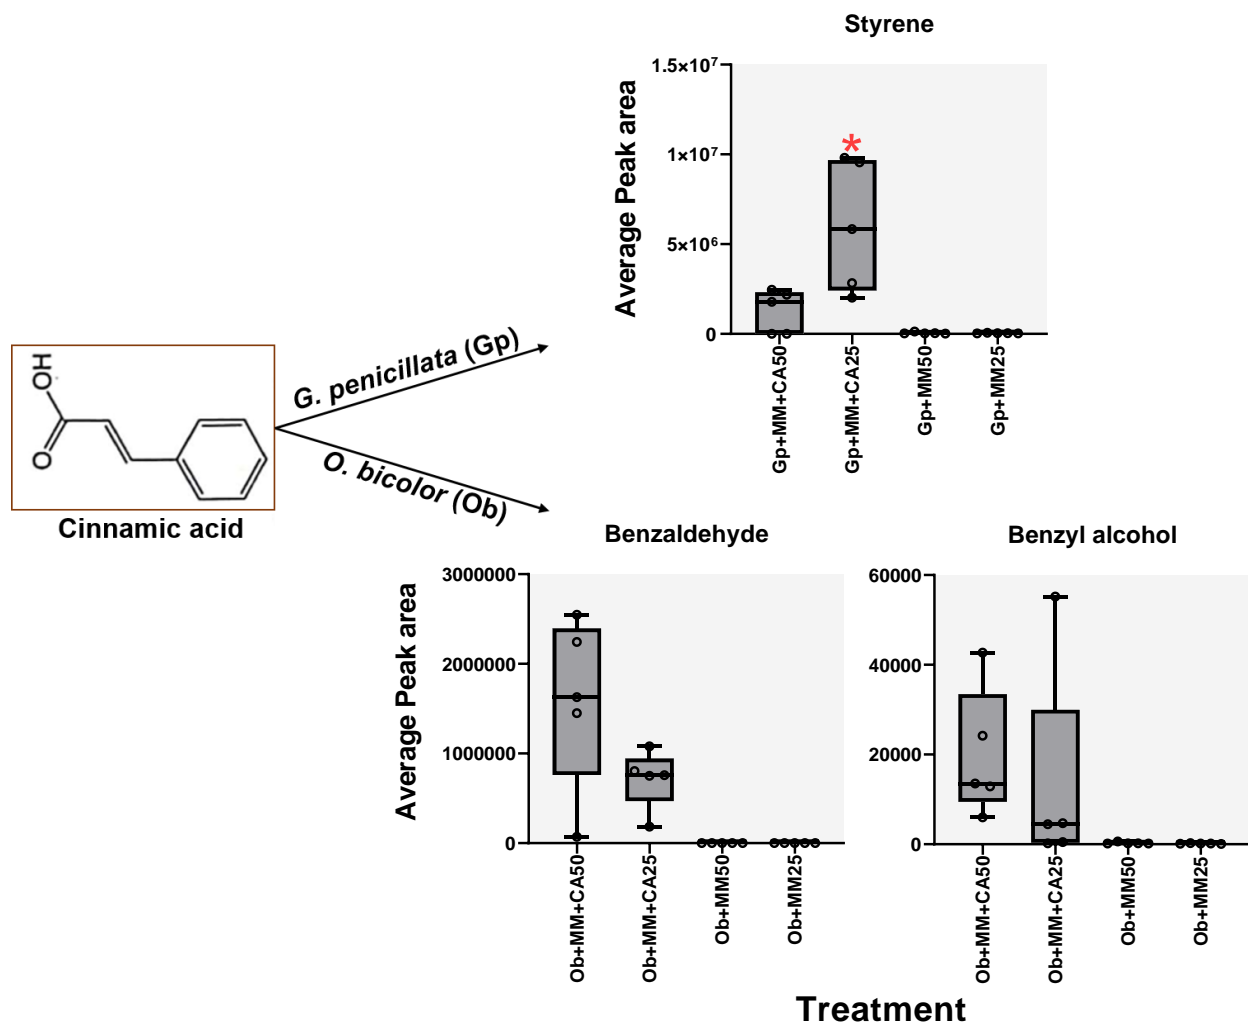 Styrene
Average Peak area
1.5×10⁷
1×10⁷
5×10⁶
0
*
Gp+MM+CA50
Gp+MM+CA25
Gp+MM50
Gp+MM25
HO
O
Cinnamic acid
G. penicillata (Gp)
O. bicolor (Ob)
Benzaldehyde
Average Peak area
3000000
2000000
1000000
0
Ob+MM+CA50
Ob+MM+CA25
Ob+MM50
Ob+MM25
Benzyl alcohol
60000
40000
20000
0
Ob+MM+CA50
Ob+MM+CA25
Ob+MM50
Ob+MM25
Treatment